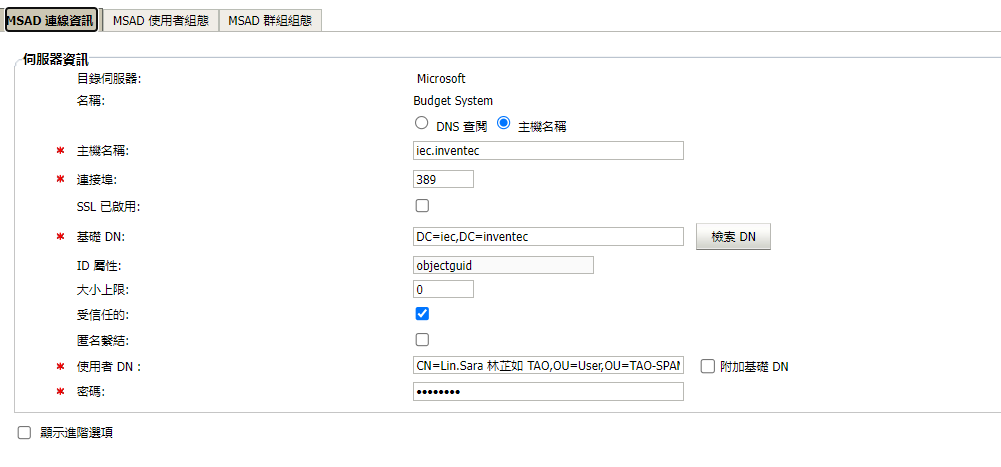 MSAD 連線資訊 MSAD 使用者組態 MSAD 群組組態
伺服器資訊
目錄伺服器: Microsoft
名稱: Budget System
DNS 查閱 主機名稱
* 主機名稱: iec.inventec
* 連接埠: 389
SSL 已啟用:
* 基礎 DN: DC=iec,DC=inventec 檢索 DN
ID 屬性: objectguid
大小上限: 0
受信任的:
匿名繫結:
* 使用者 DN : CN=Lin.Sara 林芷如 TAO,OU=User,OU=TAO-SPAM 附加基礎 DN
* 密碼: ••••••••
顯示進階選項